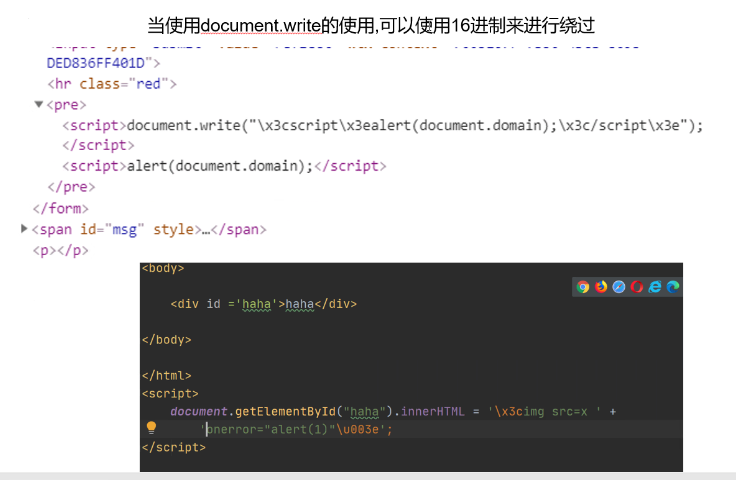 当使用document.write的使用,可以使用16进制来进行绕过
DED836FF401D">
<hr class="red">
▼<pre>
<script>document.write("\x3cscript\x3ealert(document.domain);\x3c/script\x3e");
</script>
<script>alert(document.domain);</script>
</pre>
</form>
▶<span id="msg" style>…</span>
<p></p>
<body>
<div id ='haha'>haha</div>
</body>
</html>
<script>
document.getElementById("haha").innerHTML = '\x3cimg src=x ' +
'onerror="alert(1)"\u003e';
</script>